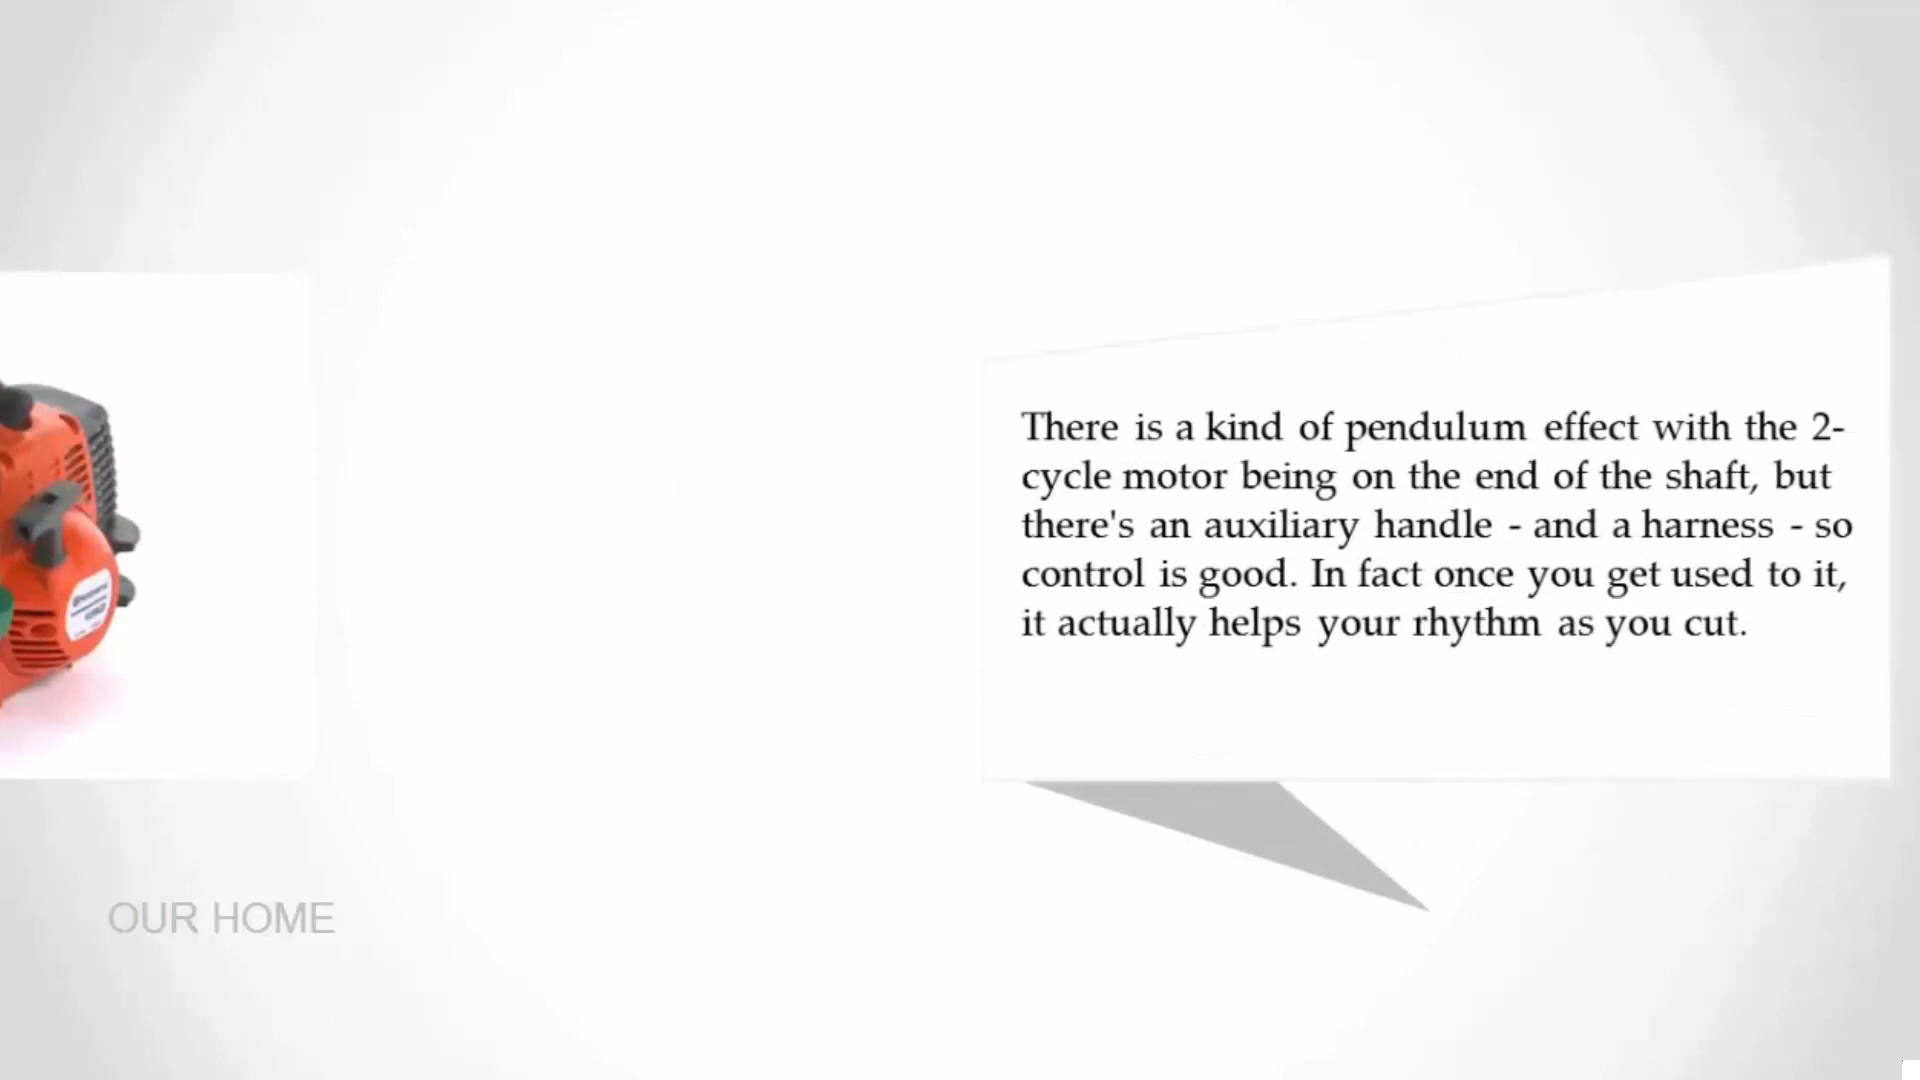 There is a kind of pendulum effect with the 2-
cycle motor being on the end of the shaft, but
there's an auxiliary handle - and a harness - so
control is good. In fact once you get used to it,
it actually helps your rhythm as you cut.
OUR HOME